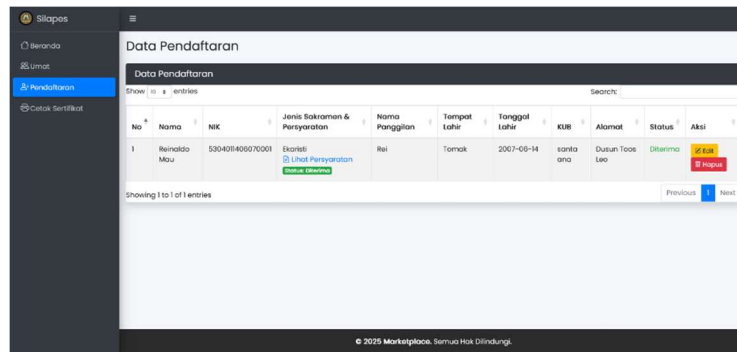 Silapes
Beranda
Umat
Pendaftaran
Cetak Sertifikat
Data Pendaftaran
Data Pendaftaran
Show 10 entries
Search:
No Nama NIK Jenis Sakramen & Persyaratan Nama Panggilan Tempat Lahir Tanggal Lahir KUB Alamat Status Aksi
1 Reinaldo Mau 5304011406070001 Ekaristi Rei Tamak 2007-06-14 santa ana Dusun Toos Leo Diterima Edit
Lihat Persyaratan
Status: Diterima
Hapus
Showing 1 to 1 of 1 entries
Previous 1 Next
© 2025 Marketplace. Semua Hak Dilindungi.